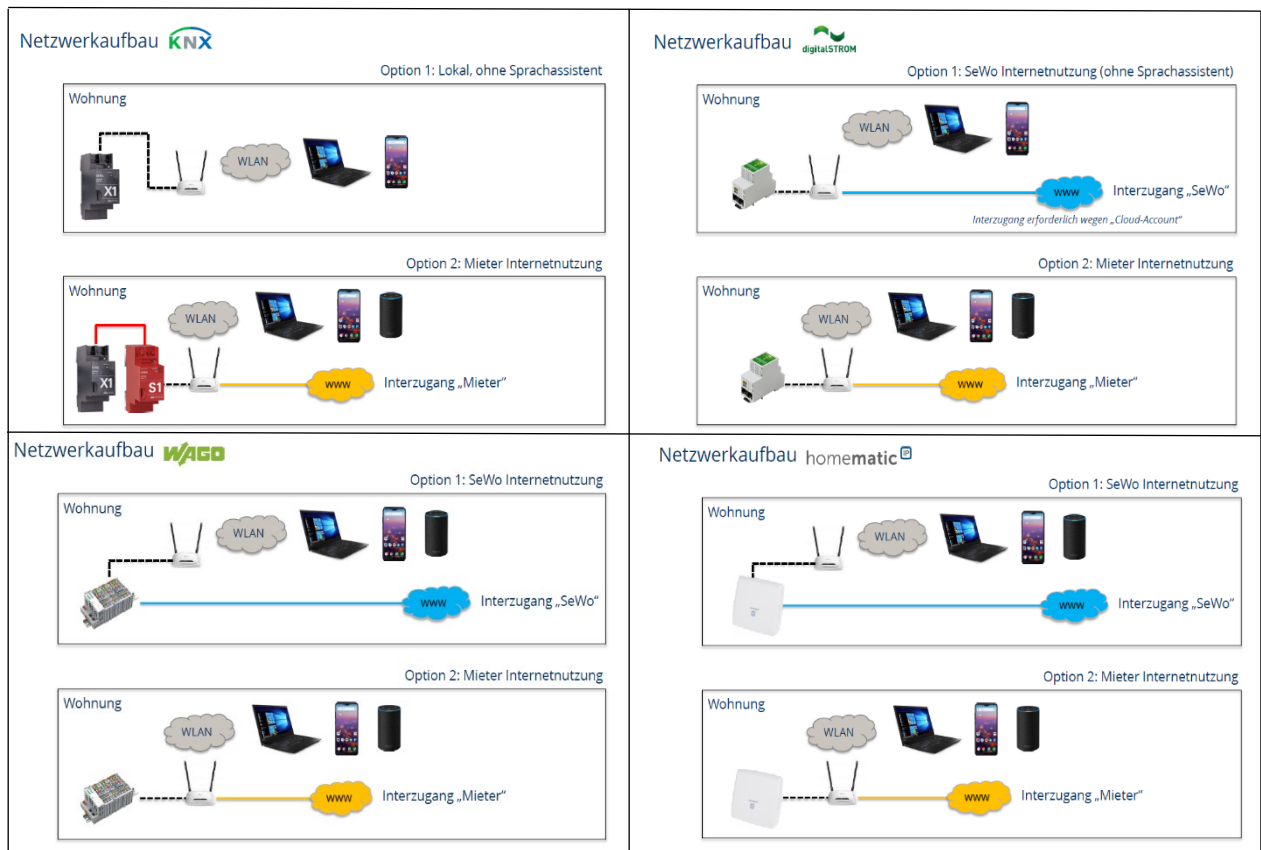 Netzwerkaufbau KNX
Option 1: Lokal, ohne Sprachassistent
Wohnung
WLAN
X1
Option 2: Mieter Internetnutzung
Wohnung
WLAN
X1
S1
www
Interzugang „Mieter"
Netzwerkaufbau digitalSTROM
Option 1: SeWo Internetnutzung (ohne Sprachassistent)
Wohnung
WLAN
www
Interzugang „SeWo"
Interzugang erforderlich wegen „Cloud-Account"
Option 2: Mieter Internetnutzung
Wohnung
WLAN
www
Interzugang „Mieter"
Netzwerkaufbau WAGO
Option 1: SeWo Internetnutzung
Wohnung
WLAN
www
Interzugang „SeWo"
Option 2: Mieter Internetnutzung
Wohnung
WLAN
www
Interzugang „Mieter"
Netzwerkaufbau homematic IP
Option 1: SeWo Internetnutzung
Wohnung
WLAN
www
Interzugang „SeWo"
Option 2: Mieter Internetnutzung
Wohnung
WLAN
www
Interzugang „Mieter"